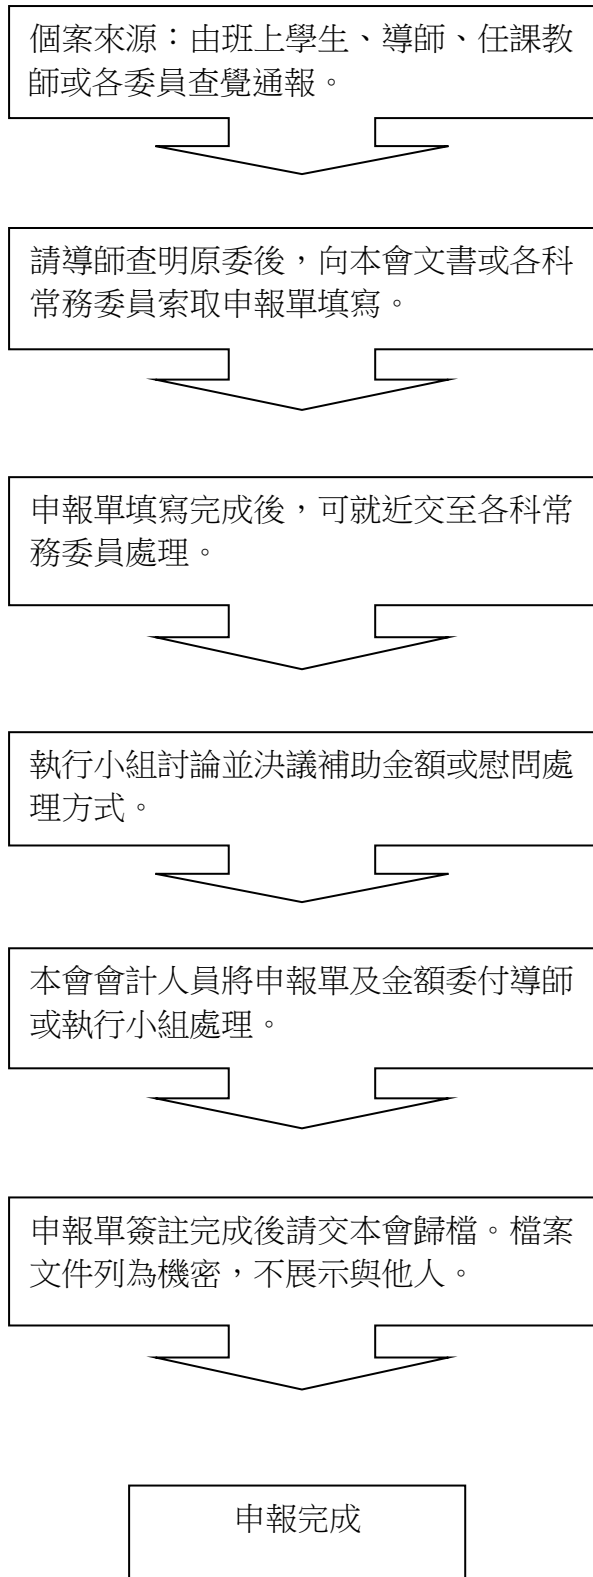 個案來源：由班上學生、導師、任課教
師或各委員查覺通報。
請導師查明原委後，向本會文書或各科
常務委員索取申報單填寫。
申報單填寫完成後，可就近交至各科常
務委員處理。
執行小組討論並決議補助金額或慰問處
理方式。
本會會計人員將申報單及金額委付導師
或執行小組處理。
申報單簽註完成後請交本會歸檔。檔案
文件列為機密，不展示與他人。
申報完成